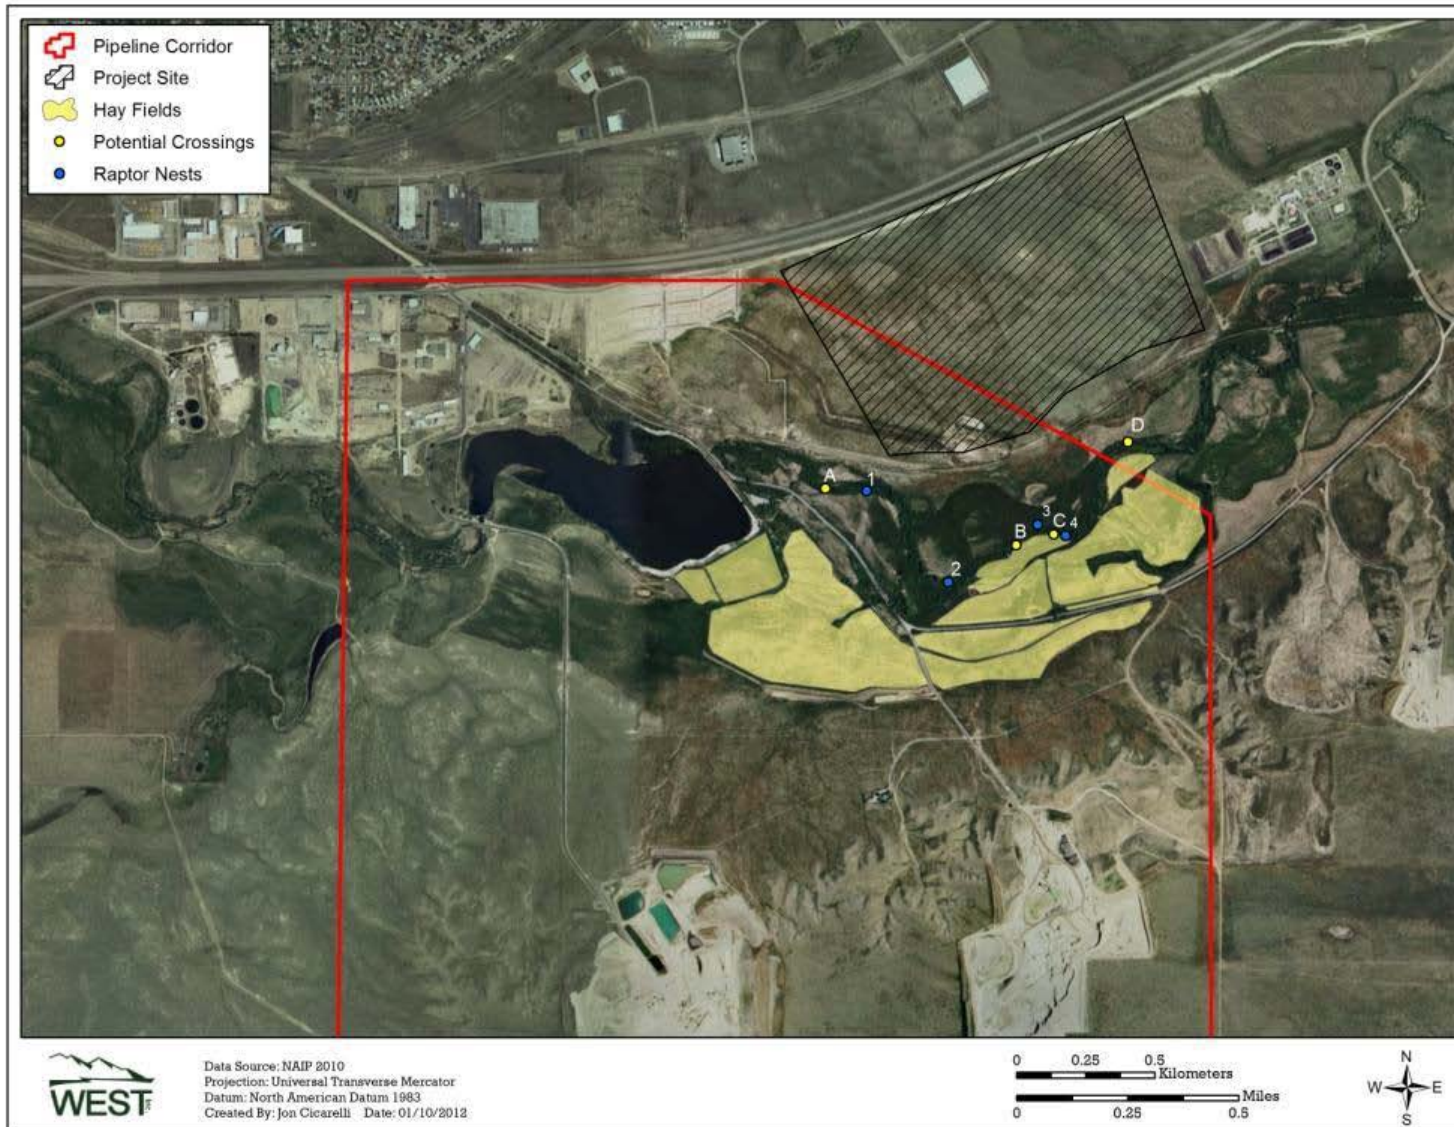 Pipeline Corridor
Project Site
Hay Fields
Potential Crossings
Raptor Nests
D
A
1
3
C 4
B
2
WEST INC
Data Source: NAIP 2010
Projection: Universal Transverse Mercator
Datum: North American Datum 1983
Created By: Jon Cicarelli Date: 01/10/2012
0 0.25 0.5
Kilometers
Miles
0 0.25 0.5
N
W E
S